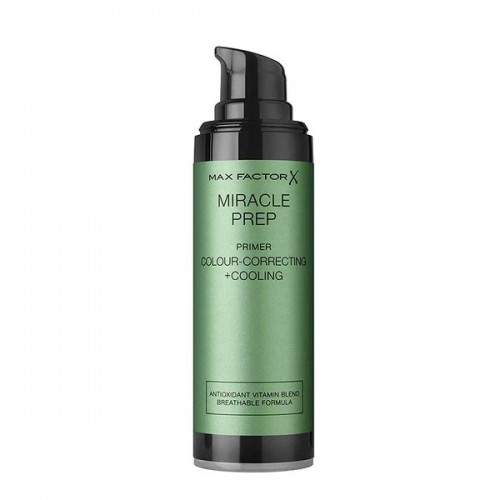 MAX FACTOR X
MIRACLE
PREP
PRIMER
COLOUR-CORRECTING
+COOLING
ANTIOXIDANT VITAMIN BLEND
BREATHABLE FORMULA